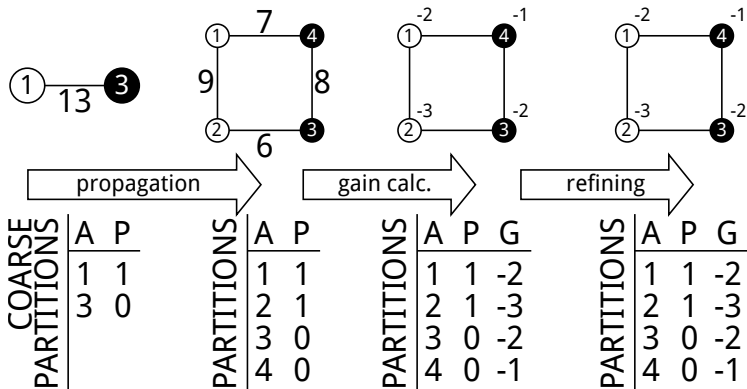 1 3
13
7
1 4
9 8
2 3
6
-2 -1
1 4
-3 -2
2 3
-2 -1
1 4
-3 -2
2 3
propagation
gain calc.
refining
COARSE
PARTITIONS
A P
1 1
3 0
PARTITIONS
A P
1 1
2 1
3 0
4 0
PARTITIONS
A P G
1 1 -2
2 1 -3
3 0 -2
4 0 -1
PARTITIONS
A P G
1 1 -2
2 1 -3
3 0 -2
4 0 -1